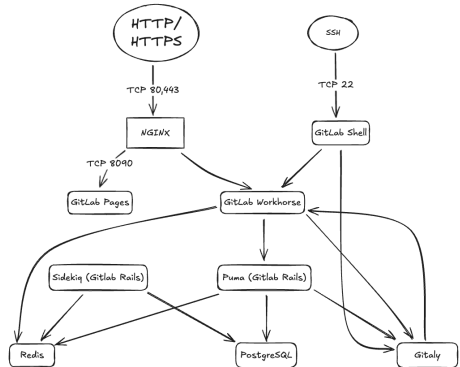 HTTP/
HTTPS
SSH
TCP 80,443
TCP 22
NGINX
GitLab Shell
TCP 8090
GitLab Pages
GitLab Workhorse
Sidekiq (Gitlab Rails)
Puma (Gitlab Rails)
Redis
PostgreSQL
Gitaly